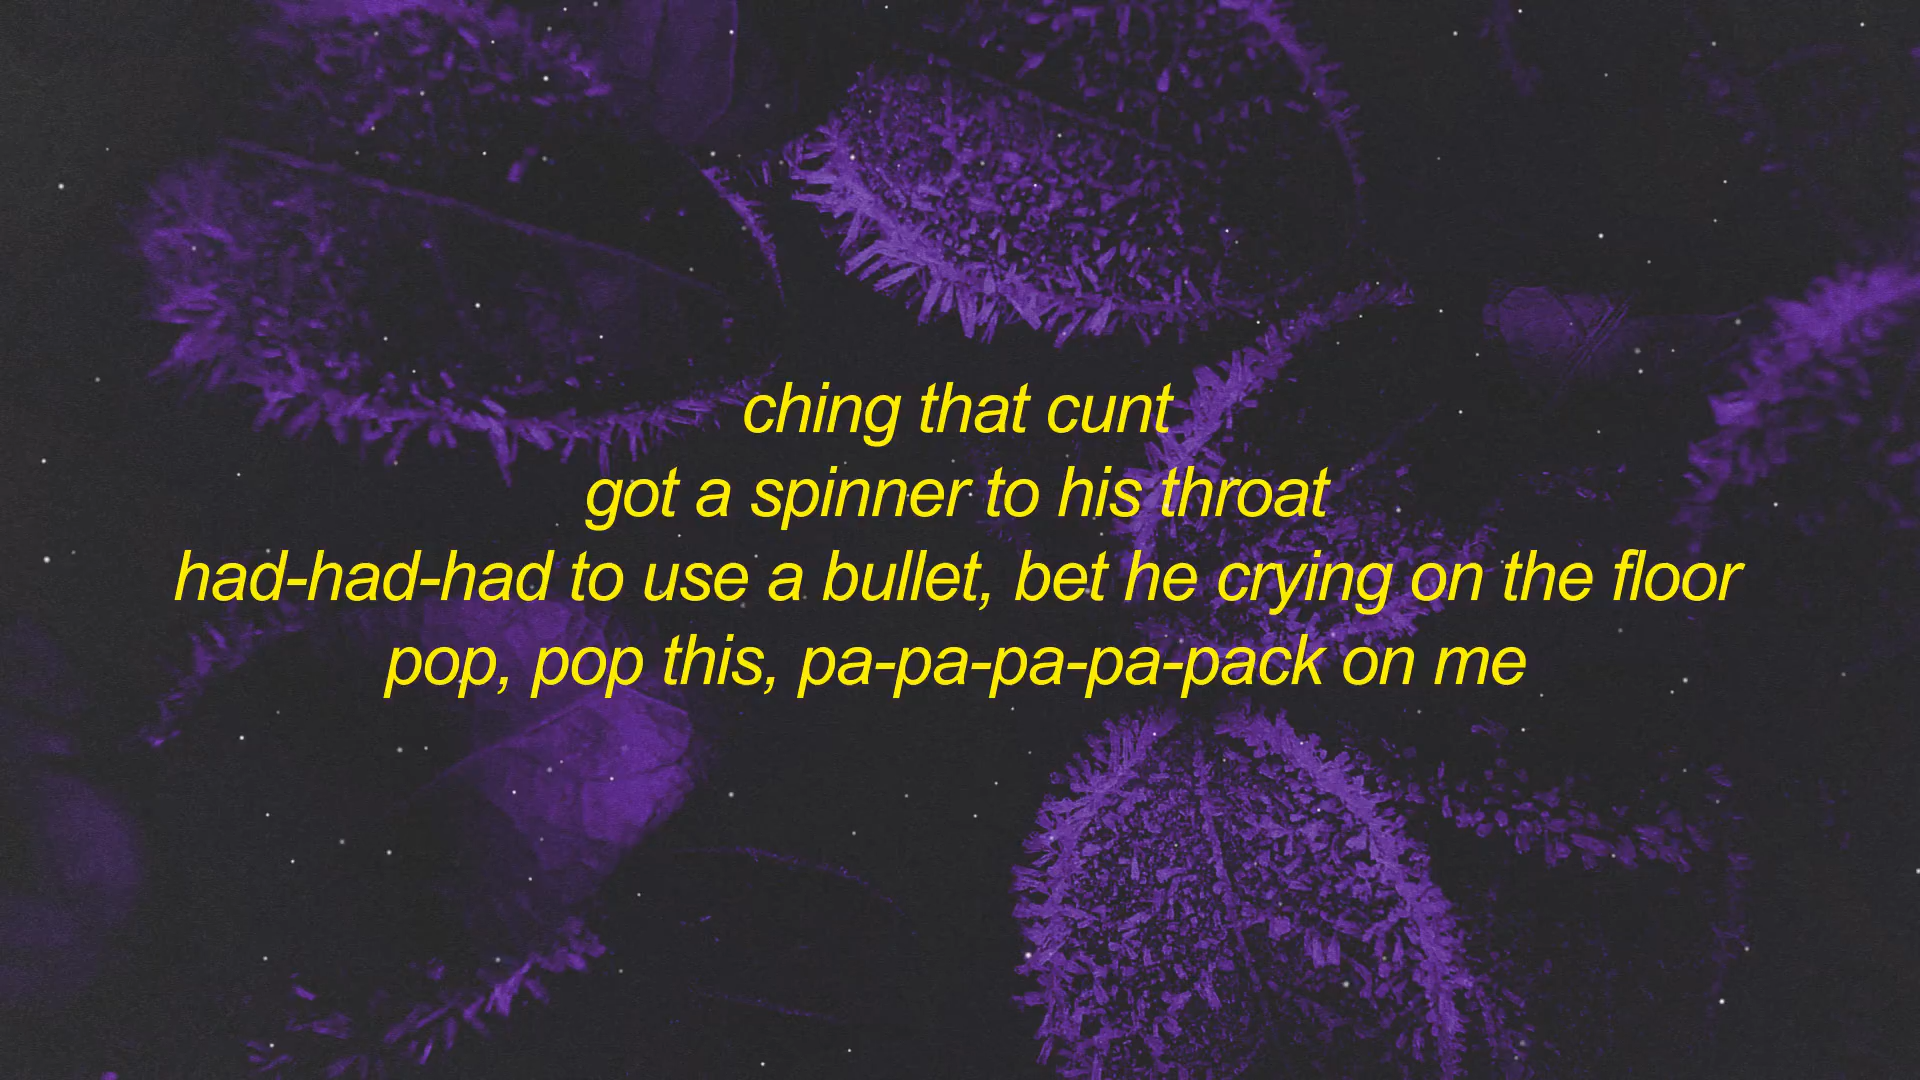 ching that cunt
got a spinner to his throat
had-had-had to use a bullet, bet he crying on the floor
pop, pop this, pa-pa-pa-pa-pack on me